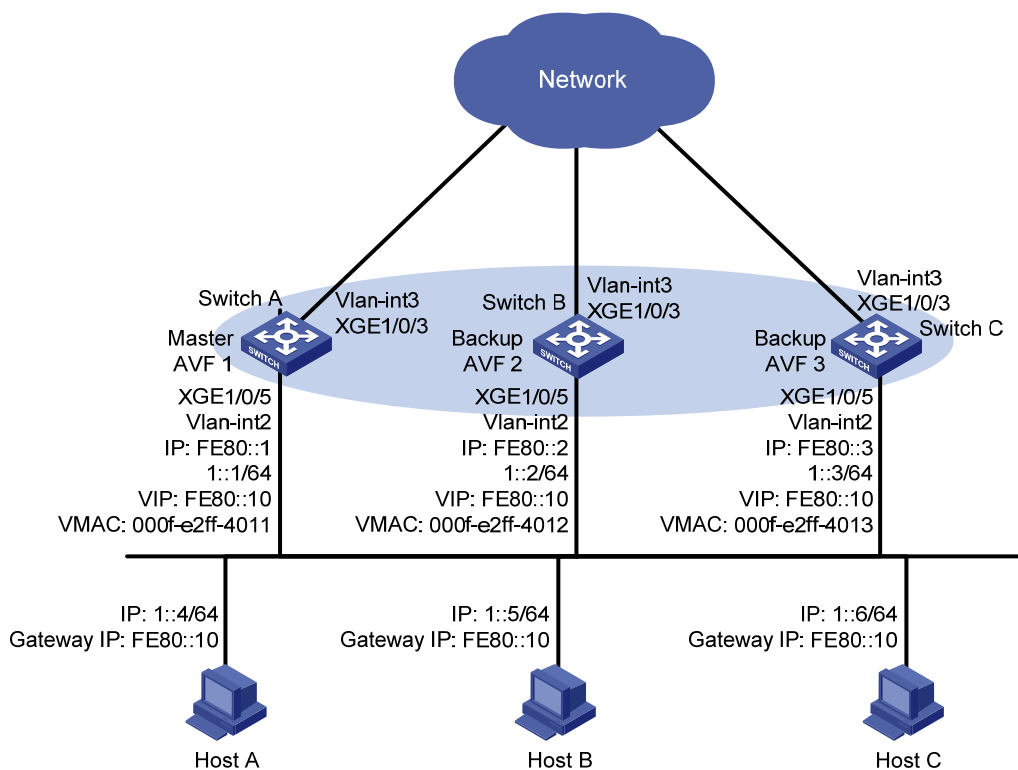 Network
Switch A
Vlan-int3
XGE1/0/3
Master
AVF 1
SWITCH
XGE1/0/5
Vlan-int2
IP: FE80::1
1::1/64
VIP: FE80::10
VMAC: 000f-e2ff-4011
Switch B
Vlan-int3
XGE1/0/3
Backup
AVF 2
SWITCH
XGE1/0/5
Vlan-int2
IP: FE80::2
1::2/64
VIP: FE80::10
VMAC: 000f-e2ff-4012
Vlan-int3
XGE1/0/3
Switch C
Backup
AVF 3
SWITCH
XGE1/0/5
Vlan-int2
IP: FE80::3
1::3/64
VIP: FE80::10
VMAC: 000f-e2ff-4013
IP: 1::4/64
Gateway IP: FE80::10
Host A
IP: 1::5/64
Gateway IP: FE80::10
Host B
IP: 1::6/64
Gateway IP: FE80::10
Host C